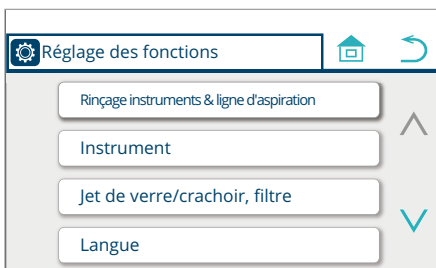 Réglage des fonctions
Rinçage instruments & ligne d'aspiration
Instrument
Jet de verre/crachoir, filtre
Langue